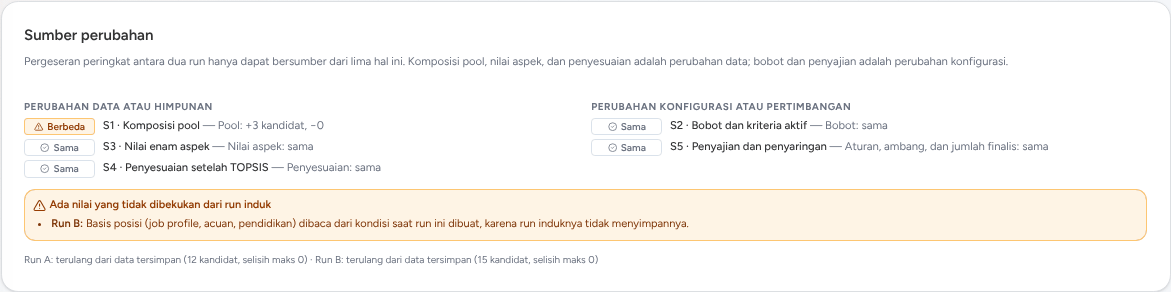 Sumber perubahan
Pergeseran peringkat antara dua run hanya dapat bersumber dari lima hal ini. Komposisi pool, nilai aspek, dan penyesuaian adalah perubahan data; bobot dan penyajian adalah perubahan konfigurasi.
PERUBAHAN DATA ATAU HIMPUNAN
Berbeda S1 · Komposisi pool — Pool: +3 kandidat, −0
Sama S3 · Nilai enam aspek — Nilai aspek: sama
Sama S4 · Penyesuaian setelah TOPSIS — Penyesuaian: sama
PERUBAHAN KONFIGURASI ATAU PERTIMBANGAN
Sama S2 · Bobot dan kriteria aktif — Bobot: sama
Sama S5 · Penyajian dan penyaringan — Aturan, ambang, dan jumlah finalis: sama
Ada nilai yang tidak dibekukan dari run induk
• Run B: Basis posisi (job profile, acuan, pendidikan) dibaca dari kondisi saat run ini dibuat, karena run induknya tidak menyimpannya.
Run A: terulang dari data tersimpan (12 kandidat, selisih maks 0) · Run B: terulang dari data tersimpan (15 kandidat, selisih maks 0)